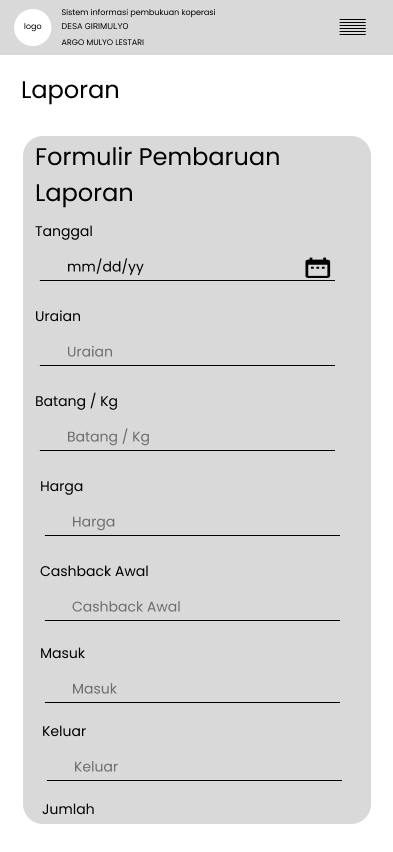 Sistem informasi pembukuan koperasi
logo
DESA GIRIMULYO
ARGO MULYO LESTARI
Laporan
Formulir Pembaruan
Laporan
Tanggal
mm/dd/yy
Uraian
Uraian
Batang / Kg
Batang / Kg
Harga
Harga
Cashback Awal
Cashback Awal
Masuk
Masuk
Keluar
Keluar
Jumlah